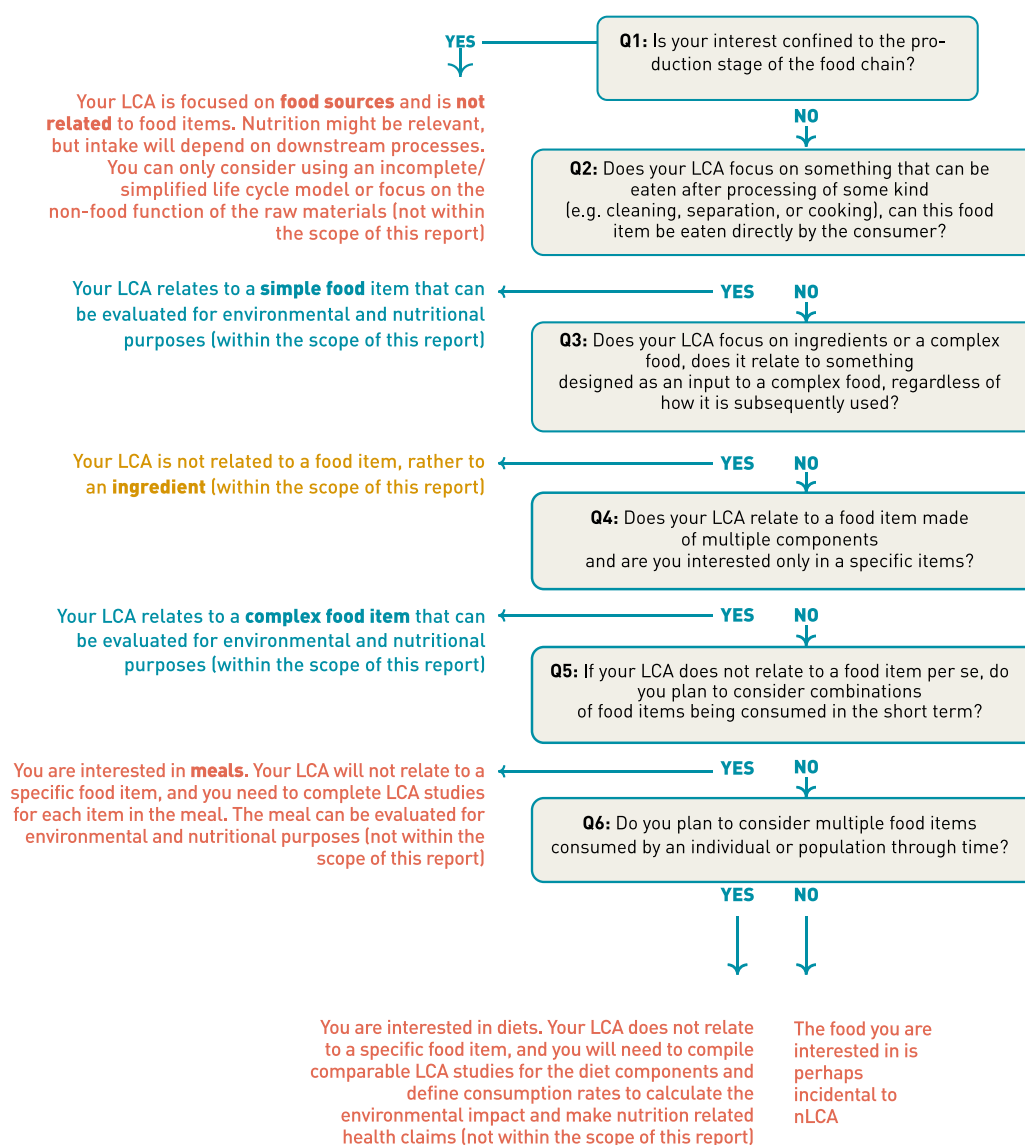 YES
Q1: Is your interest confined to the pro-
duction stage of the food chain?
Your LCA is focused on food sources and is not
related to food items. Nutrition might be relevant,
but intake will depend on downstream processes.
You can only consider using an incomplete/
simplified life cycle model or focus on the
non-food function of the raw materials (not within
the scope of this report)
NO
Q2: Does your LCA focus on something that can be
eaten after processing of some kind
(e.g. cleaning, separation, or cooking), can this food
item be eaten directly by the consumer?
Your LCA relates to a simple food item that can
be evaluated for environmental and nutritional
purposes (within the scope of this report)
YES NO
Q3: Does your LCA focus on ingredients or a complex
food, does it relate to something
designed as an input to a complex food, regardless of
how it is subsequently used?
Your LCA is not related to a food item, rather to
an ingredient (within the scope of this report)
YES NO
Q4: Does your LCA relate to a food item made
of multiple components
and are you interested only in a specific items?
Your LCA relates to a complex food item that can
be evaluated for environmental and nutritional
purposes (within the scope of this report)
YES NO
Q5: If your LCA does not relate to a food item per se, do
you plan to consider combinations
of food items being consumed in the short term?
You are interested in meals. Your LCA will not relate to a
specific food item, and you need to complete LCA studies
for each item in the meal. The meal can be evaluated for
environmental and nutritional purposes (not within the
scope of this report)
YES NO
Q6: Do you plan to consider multiple food items
consumed by an individual or population through time?
YES NO
You are interested in diets. Your LCA does not relate
to a specific food item, and you will need to compile
comparable LCA studies for the diet components and
define consumption rates to calculate the
environmental impact and make nutrition related
health claims (not within the scope of this report)
The food you are
interested in is
perhaps
incidental to
nLCA